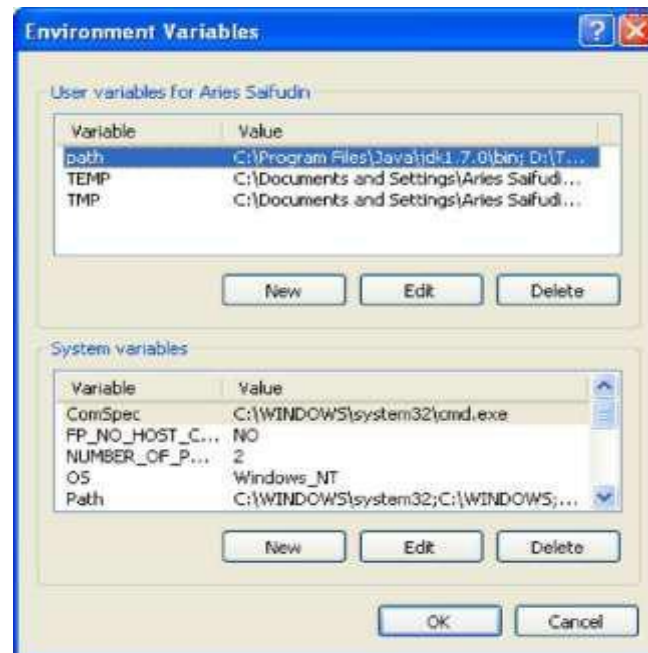 Environment Variables
User variables for Aries Saifudin
Variable Value
path C:\Program Files\Java\jdk1.7.0\bin; D:\T...
TEMP C:\Documents and Settings\Aries Saifudi...
TMP C:\Documents and Settings\Aries Saifudi...
New Edit Delete
System variables
Variable Value
ComSpec C:\WINDOWS\system32\cmd.exe
FP_NO_HOST_C... NO
NUMBER_OF_P... 2
OS Windows_NT
Path C:\WINDOWS\system32;C:\WINDOWS;...
New Edit Delete
OK Cancel